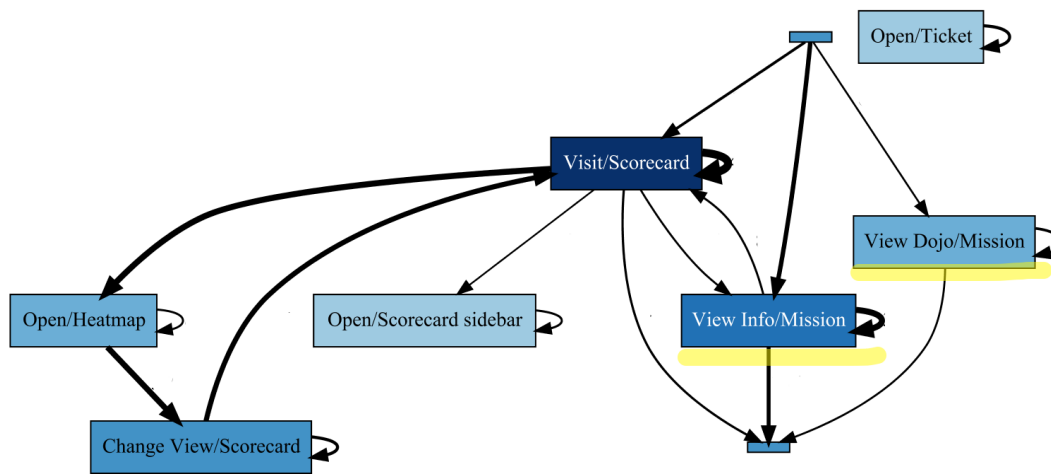 Open/Ticket
Visit/Scorecard
View Dojo/Mission
Open/Heatmap
Open/Scorecard sidebar
View Info/Mission
Change View/Scorecard